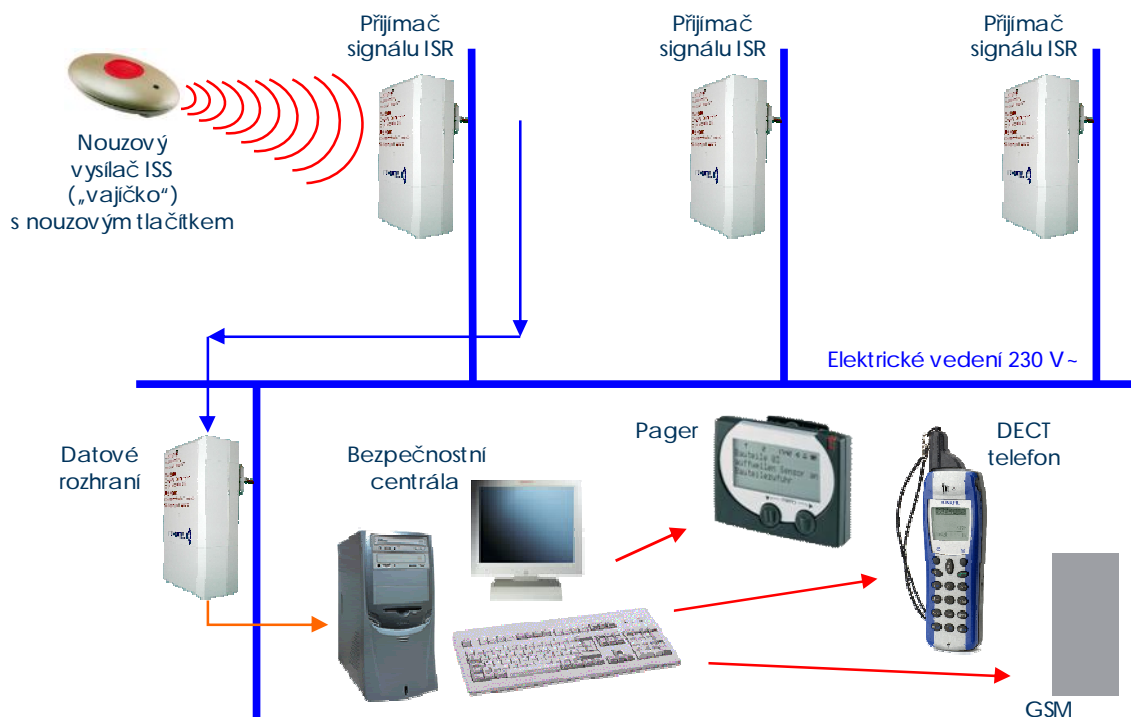 Přijímač
signálu ISR
Přijímač
signálu ISR
Přijímač
signálu ISR
Nouzový
vysílač ISS
(„vajíčko“)
s nouzovým tlačítkem
Elektrické vedení 230 V ~
Datové
rozhraní
Bezpečnostní
centrála
Pager
DECT
telefon
GSM